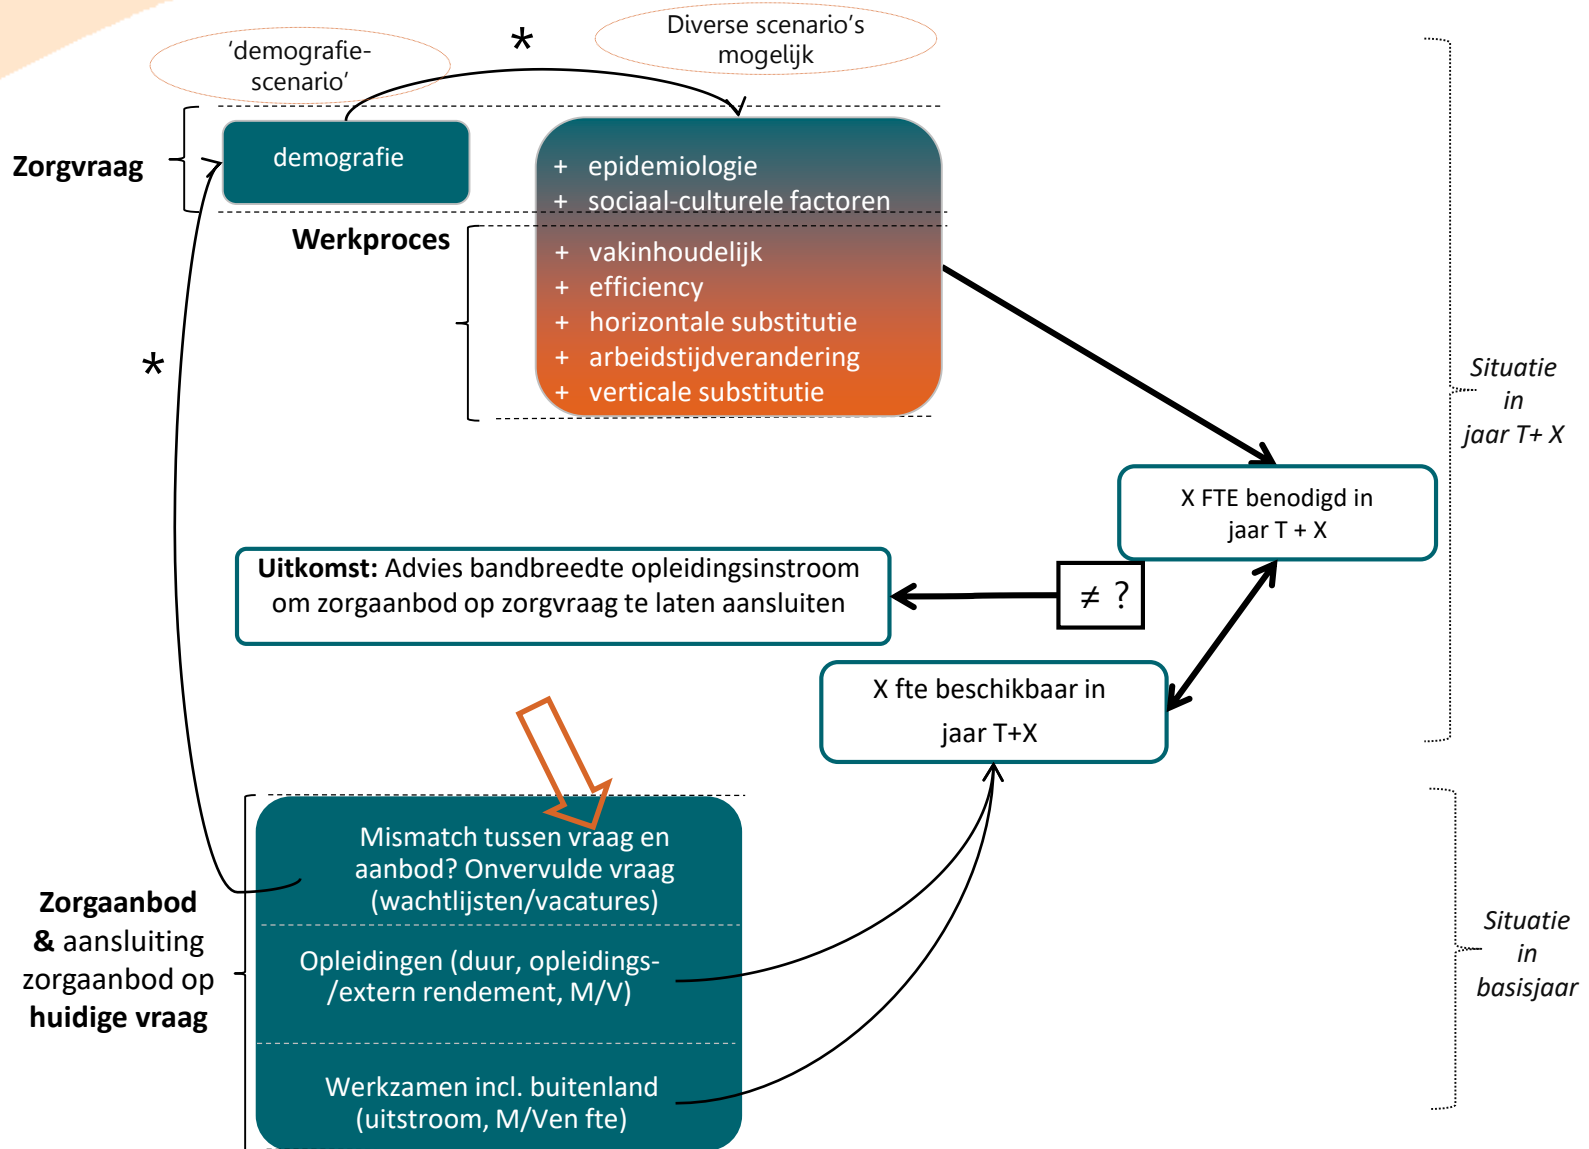 'demografie-
scenario'
*
Diverse scenario's
mogelijk
Zorgvraag
demografie
+ epidemiologie
+ sociaal-culturele factoren
Werkproces
+ vakinhoudelijk
+ efficiency
+ horizontale substitutie
+ arbeidstijdverandering
+ verticale substitutie
*
Situatie
in
jaar T+ X
X FTE benodigd in
jaar T + X
Uitkomst: Advies bandbreedte opleidingsinstroom
om zorgaanbod op zorgvraag te laten aansluiten
≠ ?
X fte beschikbaar in
jaar T+X
Zorgaanbod
& aansluiting
zorgaanbod op
huidige vraag
Mismatch tussen vraag en
aanbod? Onvervulde vraag
(wachtlijsten/vacatures)
Opleidingen (duur, opleidings-
/extern rendement, M/V)
Werkzamen incl. buitenland
(uitstroom, M/Ven fte)
Situatie
in
basisjaar